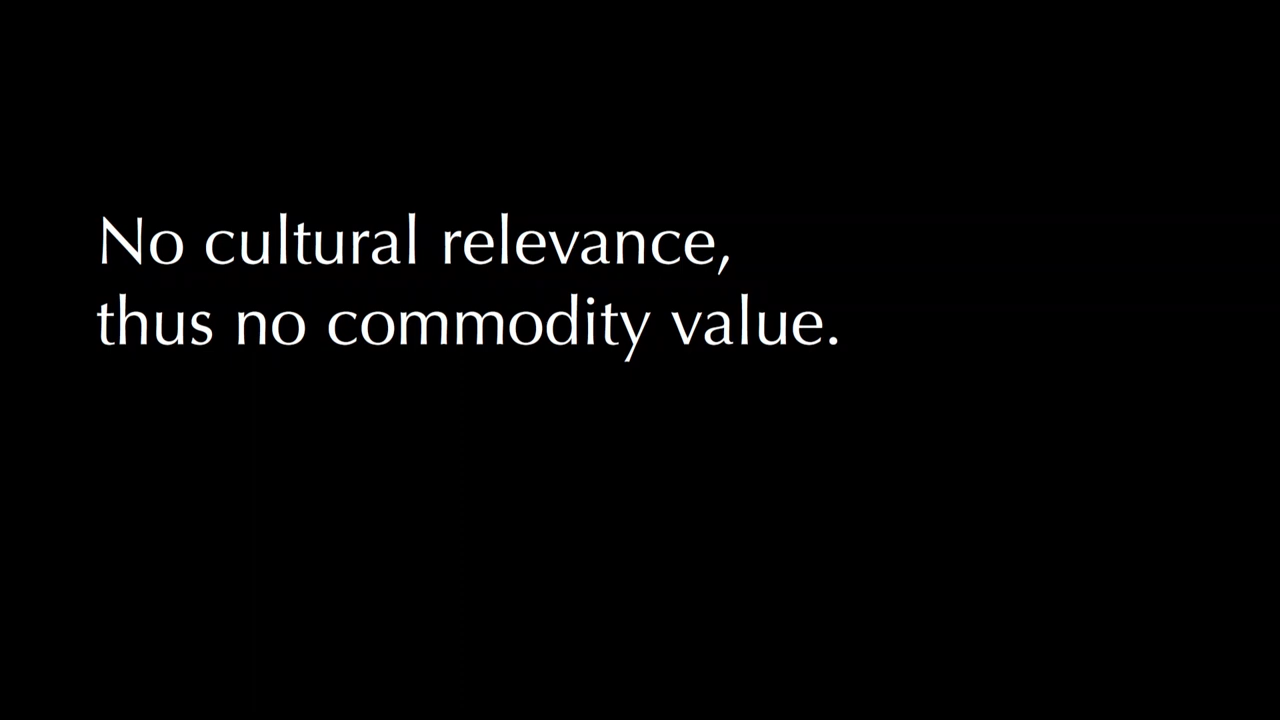 No cultural relevance,
thus no commodity value.